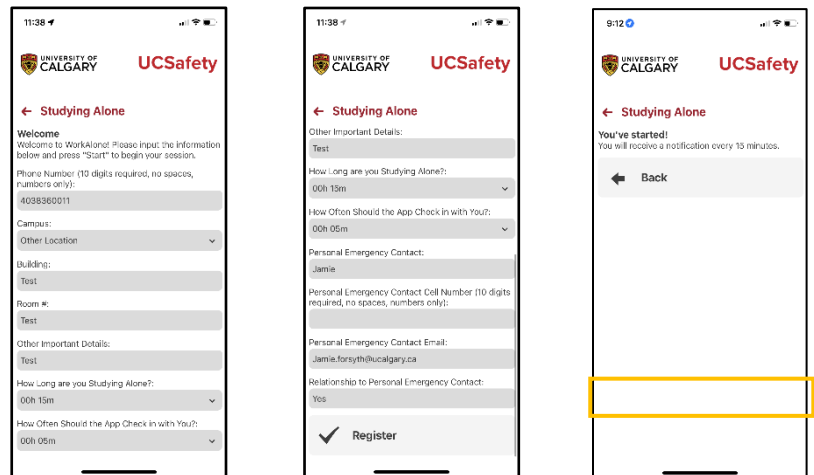 11:38
UNIVERSITY OF
CALGARY
UCSafety
← Studying Alone
Welcome
Welcome to WorkAlone! Please input the information
below and press "Start" to begin your session.
Phone Number (10 digits required, no spaces,
numbers only):
4038360011
Campus:
Other Location
Building:
Test
Room #:
Test
Other Important Details:
Test
How Long are you Studying Alone?:
00h 15m
How Often Should the App Check in with You?:
00h 05m
11:38
UNIVERSITY OF
CALGARY
UCSafety
← Studying Alone
Other Important Details:
Test
How Long are you Studying Alone?:
00h 15m
How Often Should the App Check in with You?:
00h 05m
Personal Emergency Contact:
Jamie
Personal Emergency Contact Cell Number (10 digits
required, no spaces, numbers only):
Personal Emergency Contact Email:
Jamie.forsyth@ucalgary.ca
Relationship to Personal Emergency Contact:
Yes
Register
9:12
UNIVERSITY OF
CALGARY
UCSafety
← Studying Alone
You've started!
You will receive a notification every 15 minutes.
Back